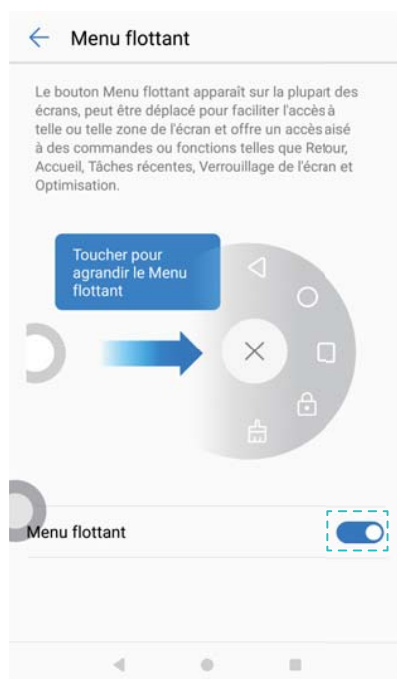 Menu flottant
Le bouton Menu flottant apparaît sur la plupart des
écrans, peut être déplacé pour faciliter l'accès à
telle ou telle zone de l'écran et offre un accès aisé
à des commandes ou fonctions telles que Retour,
Accueil, Tâches récentes, Verrouillage de l'écran et
Optimisation.
Toucher pour
agrandir le Menu
flottant
Menu flottant